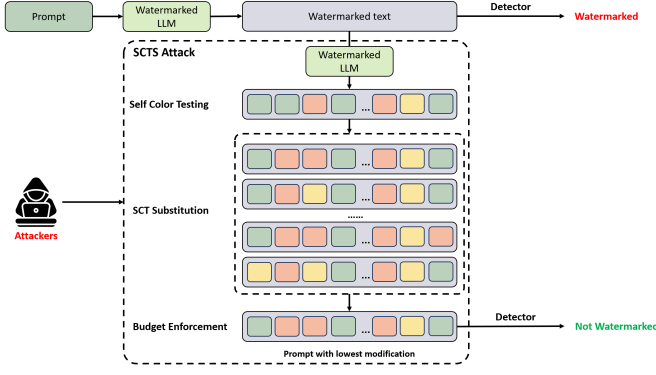 Prompt
Watermarked
LLM
Watermarked text
Detector
Watermarked
SCTS Attack
Watermarked
LLM
Self Color Testing
...
...
...
SCT Substitution
......
Attackers
...
...
Budget Enforcement
...
Detector
Not Watermarked
Prompt with lowest modification